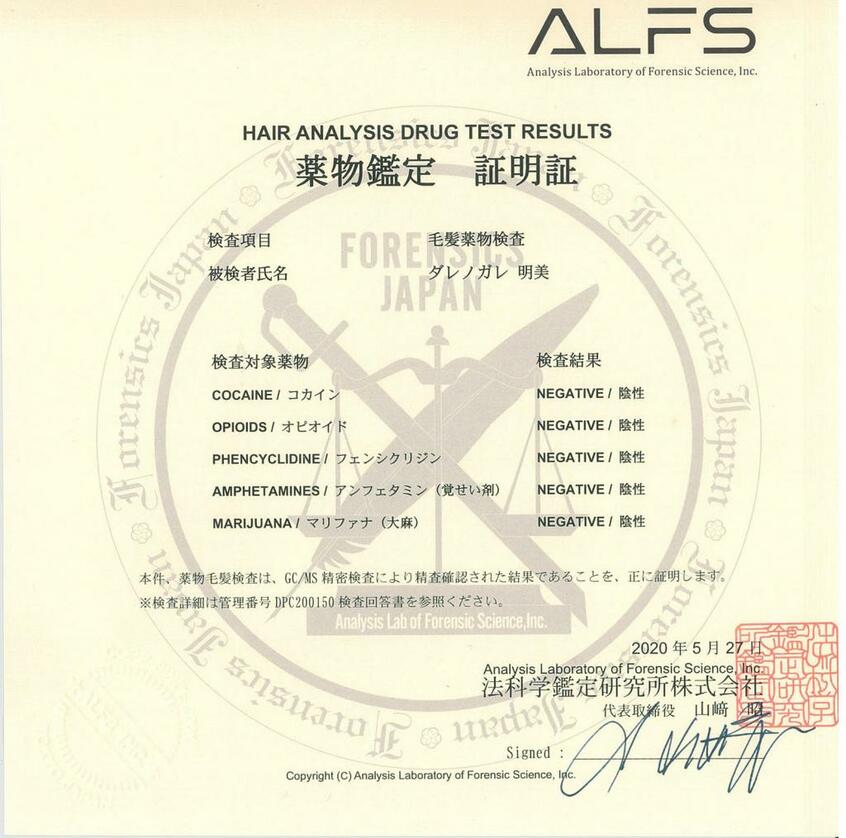 ALFS
Analysis Laboratory of Forensic Science, Inc.
HAIR ANALYSIS DRUG TEST RESULTS
薬物鑑定　証明証
検査項目　毛髪薬物検査
被検者氏名　ダレノガレ 明美
FORENSICS
JAPAN
検査対象薬物　検査結果
COCAINE / コカイン　NEGATIVE / 陰性
OPIOIDS / オピオイド　NEGATIVE / 陰性
PHENCYCLIDINE / フェンシクリジン　NEGATIVE / 陰性
AMPHETAMINES / アンフェタミン（覚せい剤）　NEGATIVE / 陰性
MARIJUANA / マリファナ（大麻）　NEGATIVE / 陰性
本件、薬物毛髪検査は、GC/MS 精密検査により精査確認された結果であることを、正に証明します。
※検査詳細は管理番号 DPC200150 検査回答書を参照ください。
Analysis Lab of Forensic Science,Inc.
Forensics Japan Forensics Japan Forensics Japan Forensics Japan
2020 年 5 月 27 日
Analysis Laboratory of Forensic Science, Inc.
法科学鑑定研究所株式会社
代表取締役　山﨑 昭
Signed :
Copyright (C) Analysis Laboratory of Forensic Science, Inc.